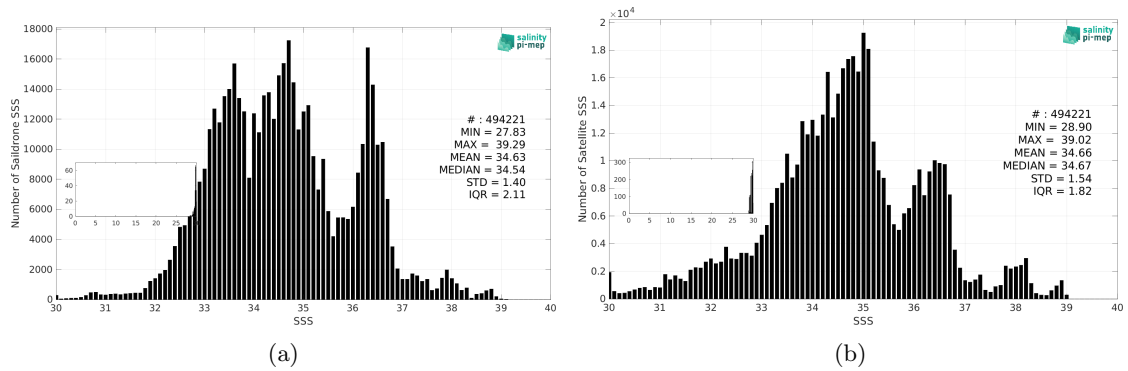 18000
16000
14000
12000
10000
8000
6000
4000
2000
0
Number of Saildrone SSS
salinity
pi-mep
# : 494221
MIN = 27.83
MAX = 39.29
MEAN = 34.63
MEDIAN = 34.54
STD = 1.40
IQR = 2.11
60
40
20
0
0 5 10 15 20 25 30
30 31 32 33 34 35 36 37 38 39 40
SSS
(a)
×10⁴
2
1.8
1.6
1.4
1.2
1
0.8
0.6
0.4
0.2
0
Number of Satellite SSS
salinity
pi-mep
# : 494221
MIN = 28.90
MAX = 39.02
MEAN = 34.66
MEDIAN = 34.67
STD = 1.54
IQR = 1.82
300
200
100
0
0 5 10 15 20 25 30
30 31 32 33 34 35 36 37 38 39 40
SSS
(b)